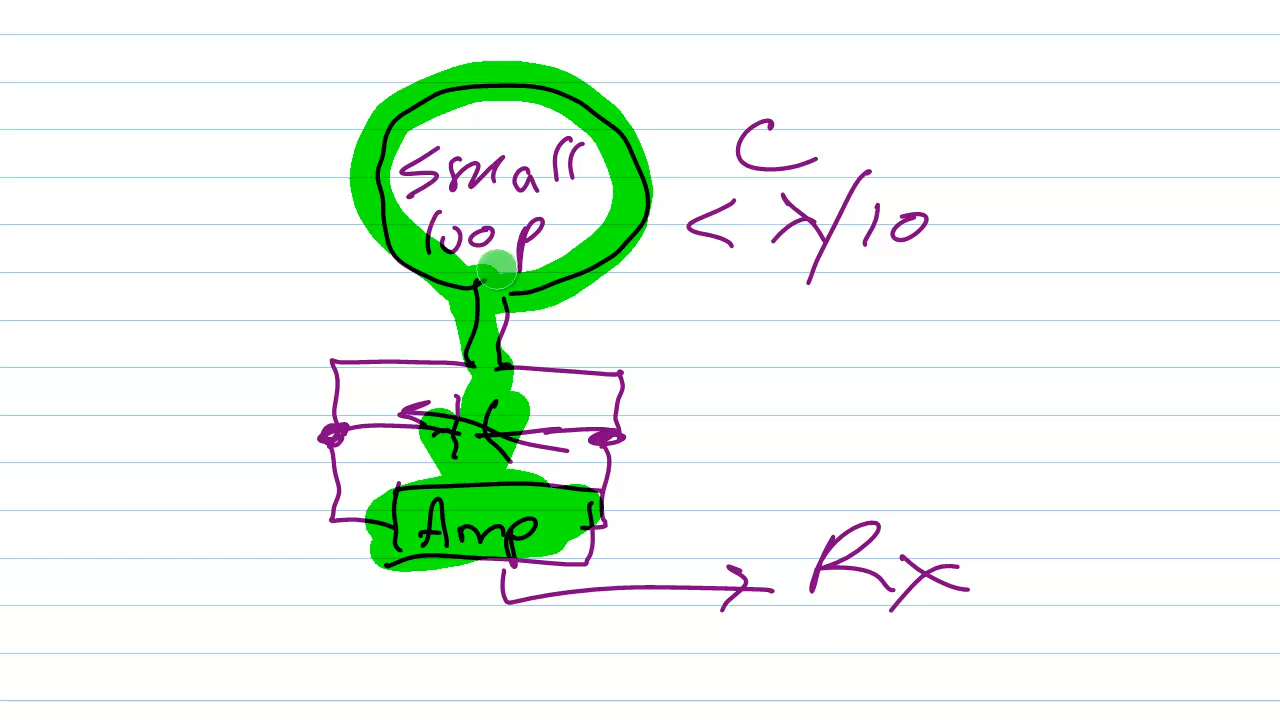 small
loop
C
< λ/10
Amp
Rx